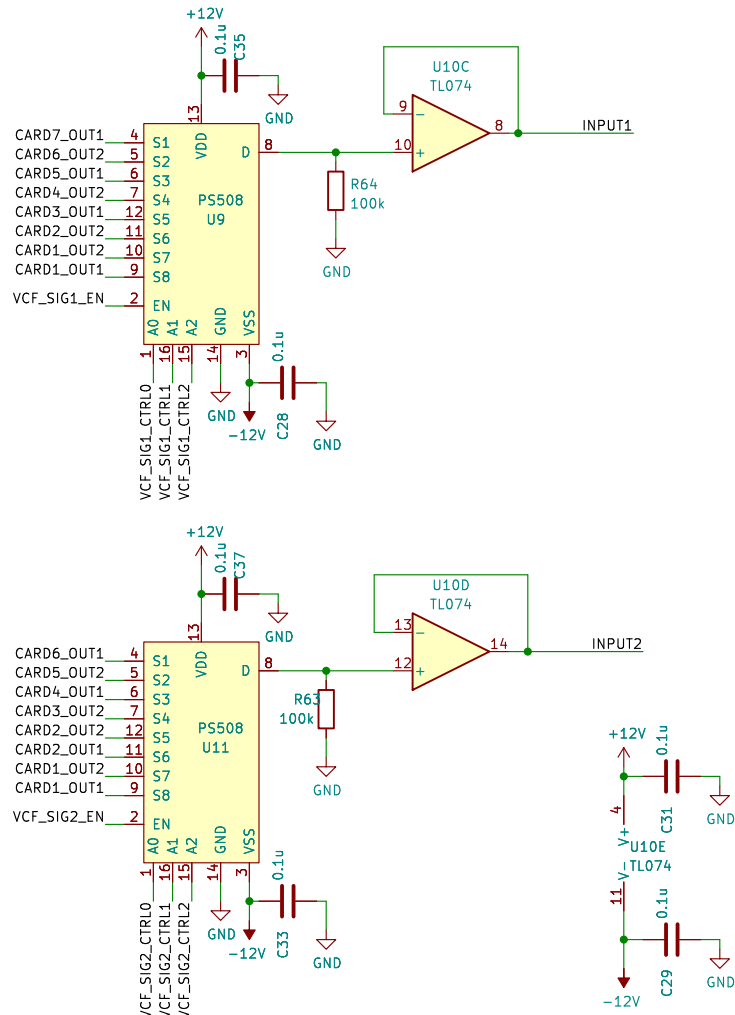 +12V
0.1u
C35
GND
13
VDD
CARD7_OUT1 4 S1
CARD6_OUT2 5 S2
CARD5_OUT1 6 S3
CARD4_OUT2 7 S4
CARD3_OUT1 12 S5
CARD2_OUT2 11 S6
CARD1_OUT2 10 S7
CARD1_OUT1 9 S8
VCF_SIG1_EN 2 EN
D 8
PS508
U9
A0 A1 A2 GND VSS
1 16 15 14 3
VCF_SIG1_CTRL0
VCF_SIG1_CTRL1
VCF_SIG1_CTRL2
GND
-12V
0.1u
C28
GND
R64
100k
GND
U10C
TL074
9 −
10 +
8
INPUT1
+12V
0.1u
C37
GND
13
VDD
CARD6_OUT1 4 S1
CARD5_OUT2 5 S2
CARD4_OUT1 6 S3
CARD3_OUT2 7 S4
CARD2_OUT2 12 S5
CARD2_OUT1 11 S6
CARD1_OUT2 10 S7
CARD1_OUT1 9 S8
VCF_SIG2_EN 2 EN
D 8
PS508
U11
A0 A1 A2 GND VSS
1 16 15 14 3
VCF_SIG2_CTRL0
VCF_SIG2_CTRL1
VCF_SIG2_CTRL2
GND
-12V
0.1u
C33
GND
R63
100k
GND
U10D
TL074
13 −
12 +
14
INPUT2
+12V
0.1u
C31
GND
4
V+
U10E
TL074
V-
11
0.1u
C29
GND
-12V